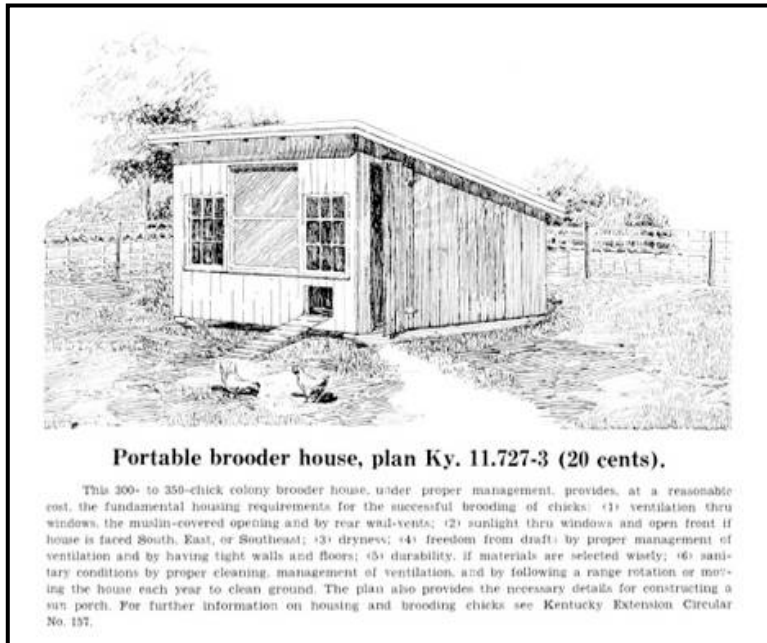 Portable brooder house, plan Ky. 11.727-3 (20 cents).
This 300- to 350-chick colony brooder house, under proper management, provides, at a reasonable
cost, the fundamental housing requirements for the successful brooding of chicks: (1) ventilation thru
windows, the muslin-covered opening and by rear wall-vents; (2) sunlight thru windows and open front if
house is faced South, East, or Southeast; (3) dryness; (4) freedom from draft; by proper management of
ventilation and by having tight walls and floors; (5) durability, if materials are selected wisely; (6) sani-
tary conditions by proper cleaning, management of ventilation, and by following a range rotation or mov-
ing the house each year to clean ground. The plan also provides the necessary details for constructing a
sun porch. For further information on housing and brooding chicks see Kentucky Extension Circular
No. 157.